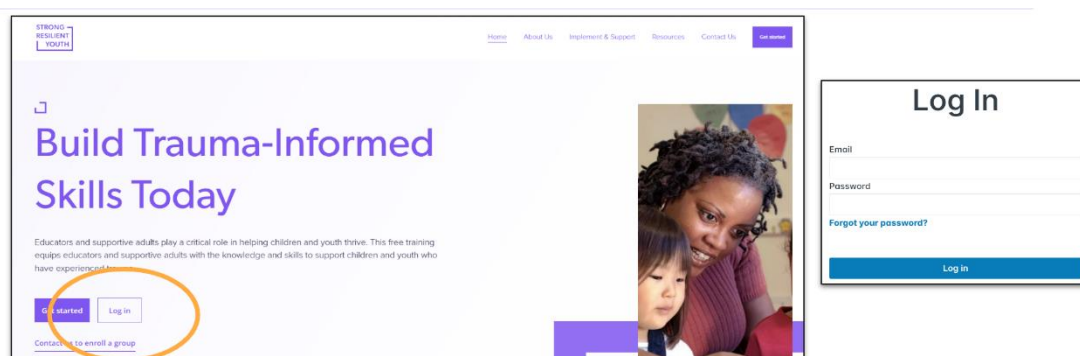 STRONG
RESILIENT
YOUTH
Home About Us Implement & Support Resources Contact Us Get started
Build Trauma-Informed
Skills Today
Educators and supportive adults play a critical role in helping children and youth thrive. This free training
equips educators and supportive adults with the knowledge and skills to support children and youth who
have experienced trauma.
Get started Log in
Contact us to enroll a group
Log In
Email
Password
Forgot your password?
Log in